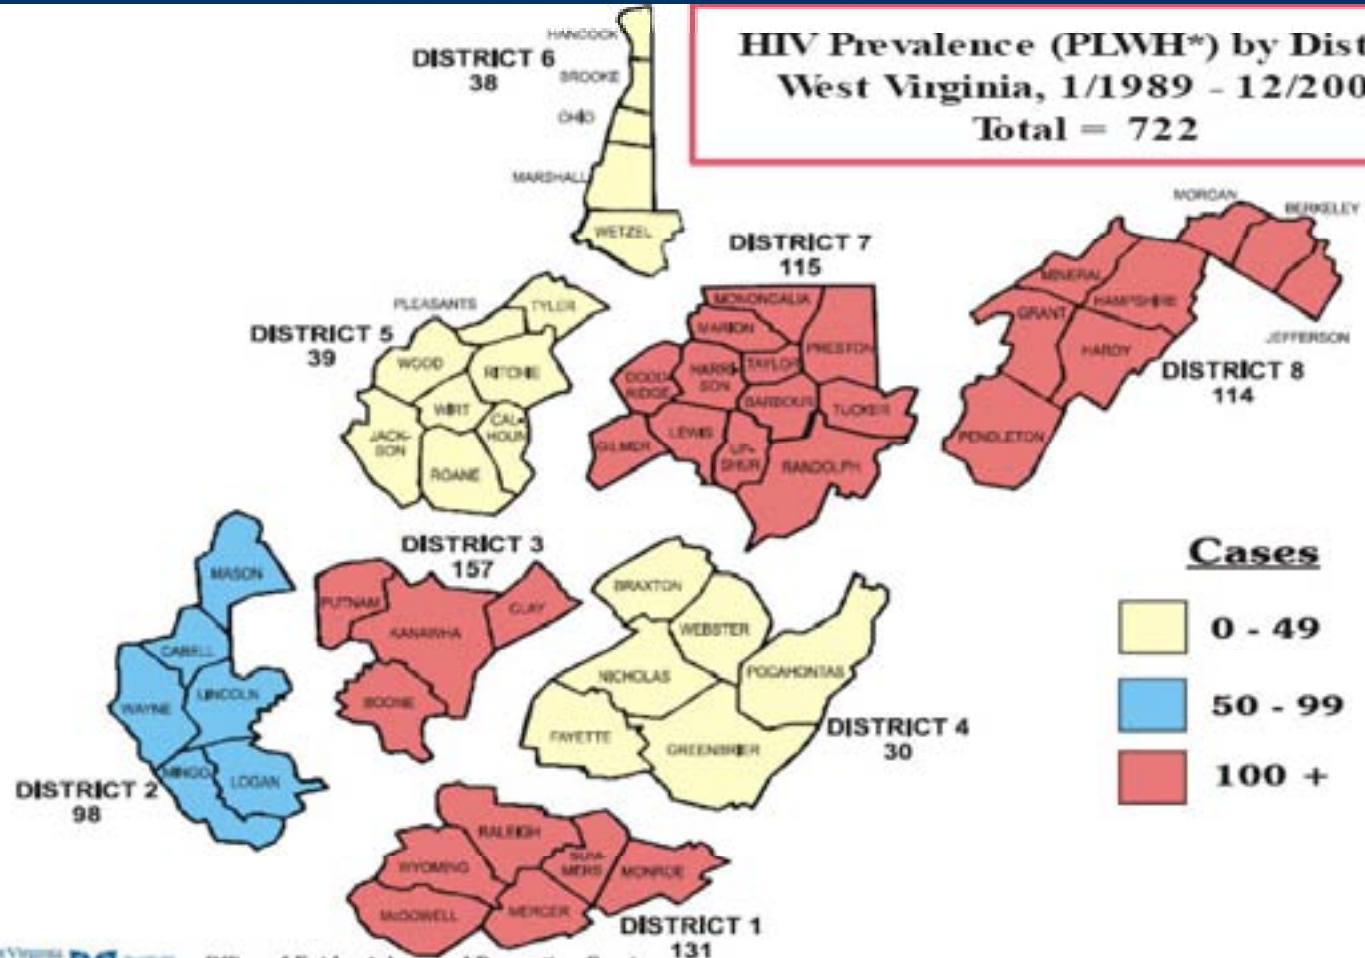 HIV Prevalence (PLWH*) by Dist
West Virginia, 1/1989 - 12/200
Total = 722
DISTRICT 6
38
HANCOCK
BROOKE
OHIO
MARSHALL
WETZEL
DISTRICT 5
39
PLEASANTS
TYLER
WOOD
RITCHIE
WIRT
CAL-
HOUN
JACK-
SON
ROANE
DISTRICT 7
115
MONONGALIA
MARION
PRESTON
TAYLOR
HARRI-
SON
DODD
RIDGE
BARBOUR
TUCKER
LEWIS
GILMER
UP-
SHUR
RANDOLPH
MORGAN
BERKELEY
JEFFERSON
MINERAL
HAMPSHIRE
GRANT
HARDY
PENDLETON
DISTRICT 8
114
DISTRICT 2
98
MASON
CABELL
LINCOLN
WAYNE
MINGO
LOGAN
DISTRICT 3
157
PUTNAM
KANAWHA
CLAY
BOONE
BRAXTON
WEBSTER
NICHOLAS
POCAHONTAS
FAYETTE
GREENBRIER
DISTRICT 4
30
Cases
0 - 49
50 - 99
100 +
RALEIGH
SUM-
MERS
WYOMING
MONROE
McDOWELL
MERCER
DISTRICT 1
131
Virginia